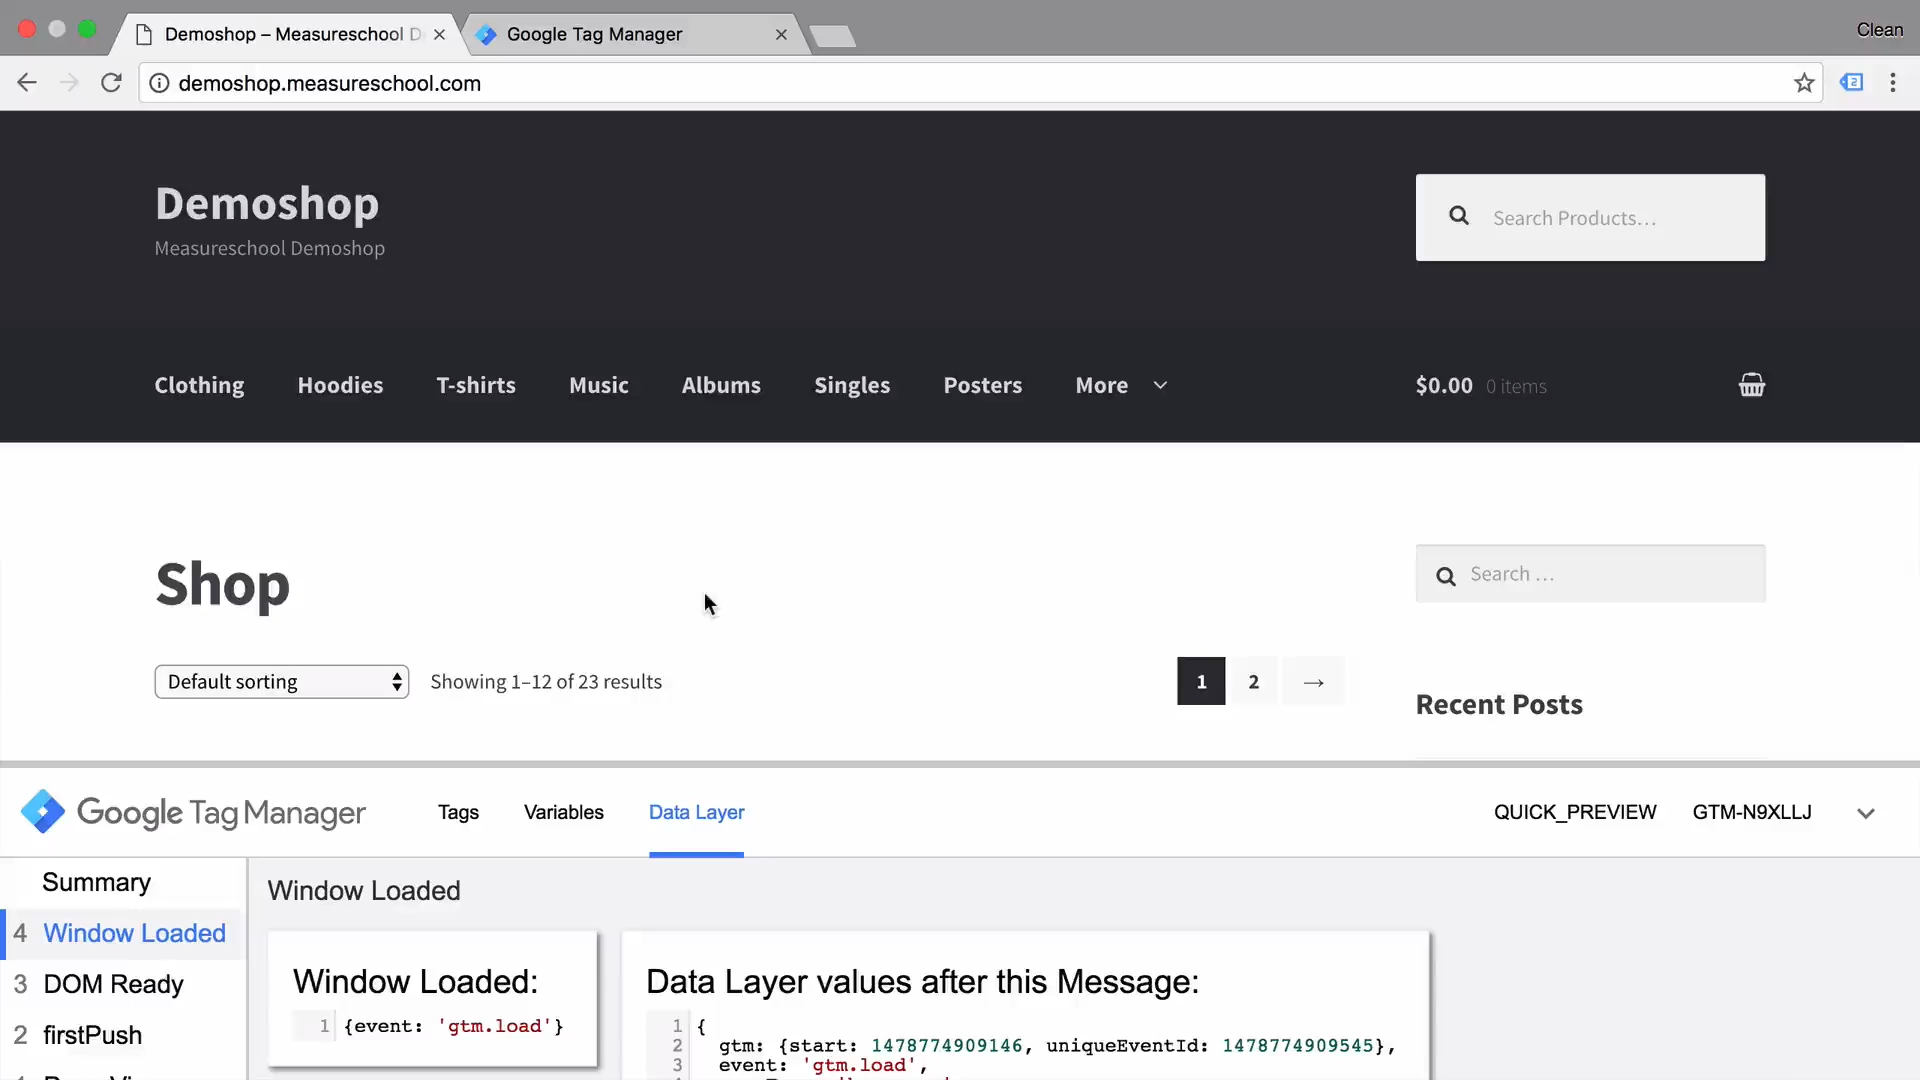 Demoshop – Measureschool D
Google Tag Manager
Clean
demoshop.measureschool.com
2
Demoshop
Measureschool Demoshop
Search Products...
Clothing Hoodies T-shirts Music Albums Singles Posters More
$0.00 0 items
Shop
Search ...
Default sorting
Showing 1–12 of 23 results
1 2 →
Recent Posts
Google Tag Manager
Tags Variables Data Layer
QUICK_PREVIEW GTM-N9XLLJ
Summary
4 Window Loaded
3 DOM Ready
2 firstPush
Window Loaded
Window Loaded:
1 {event: 'gtm.load'}
Data Layer values after this Message:
1 {
2 gtm: {start: 1478774909146, uniqueEventId: 1478774909545},
3 event: 'gtm.load',